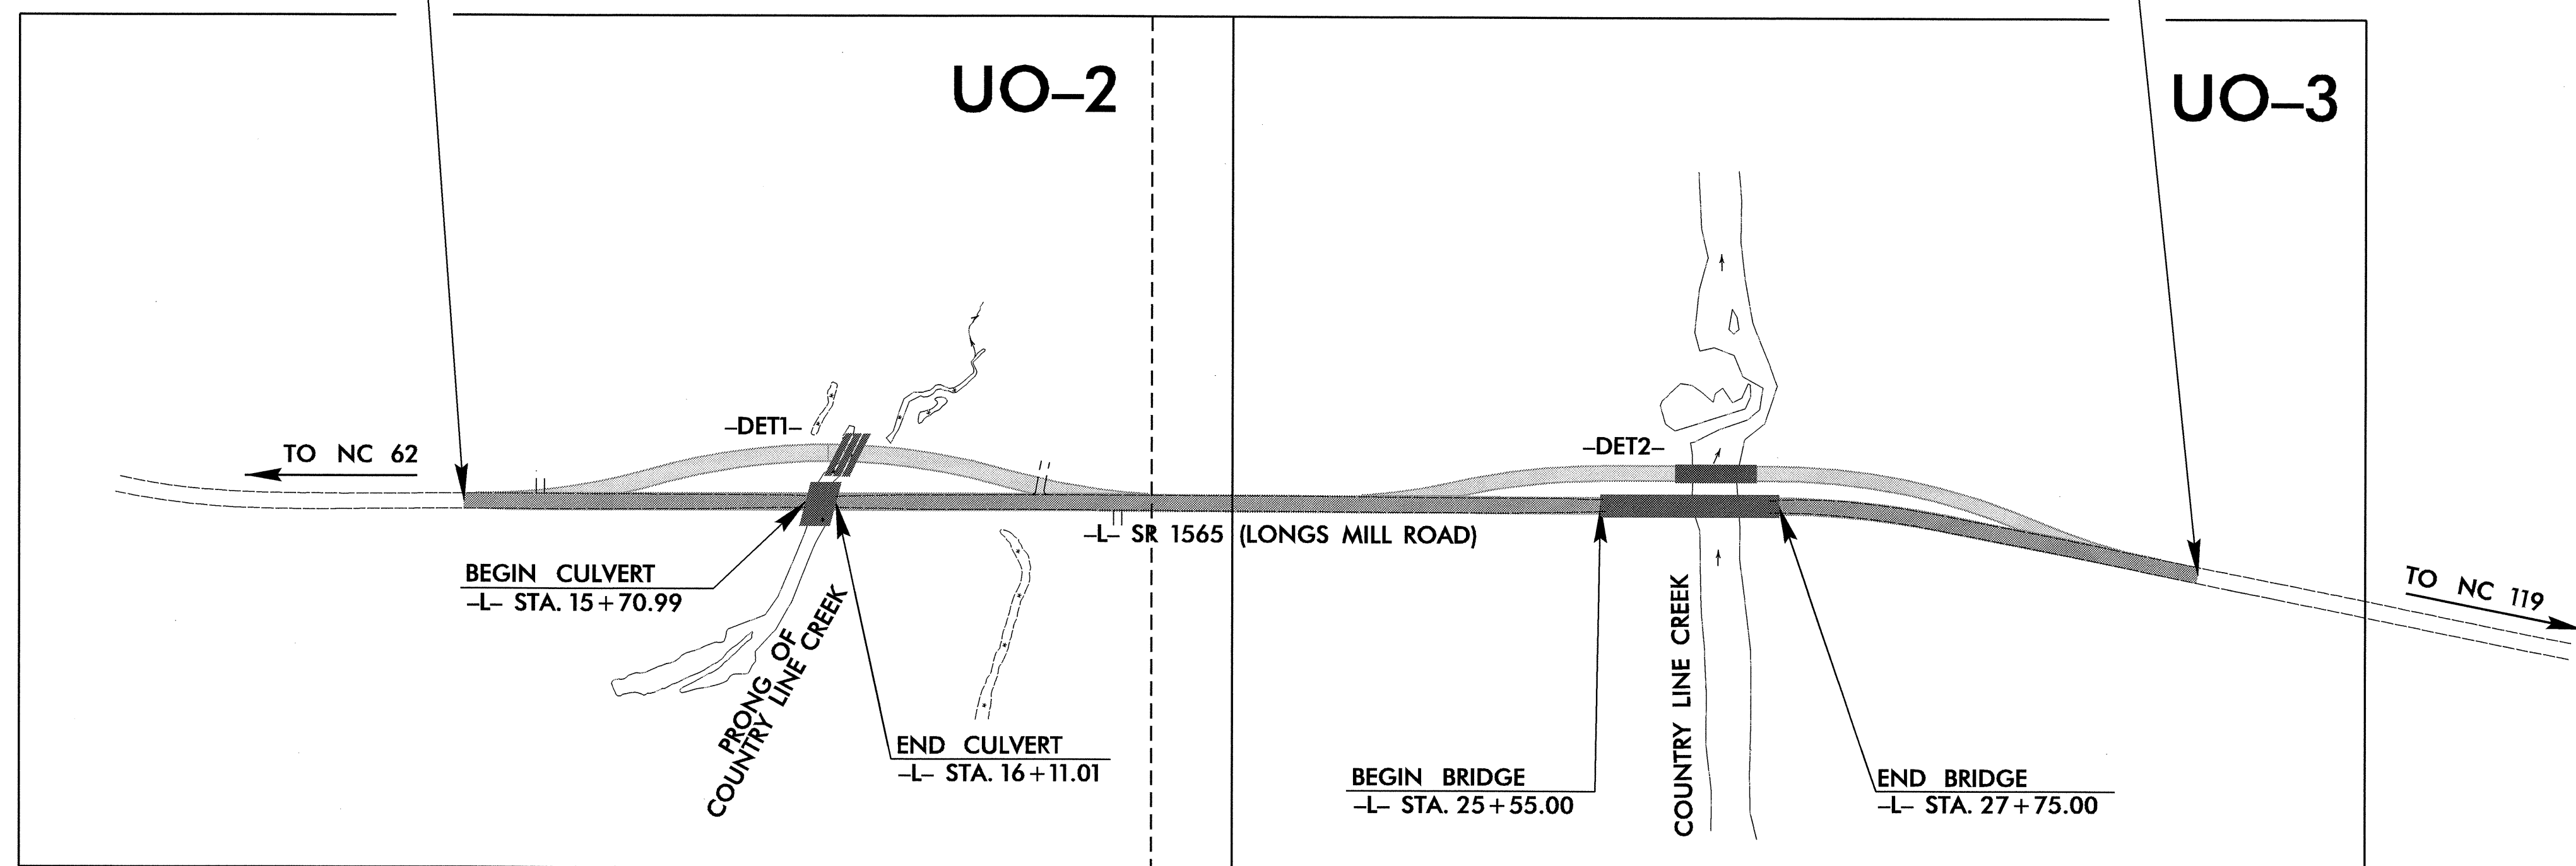 UO–2
UO–3
–DET1–
TO NC 62
–DET2–
–L– SR 1565 (LONGS MILL ROAD)
BEGIN CULVERT
–L– STA. 15+70.99
PRONG OF
COUNTRY LINE CREEK
END CULVERT
–L– STA. 16+11.01
BEGIN BRIDGE
–L– STA. 25+55.00
COUNTRY LINE CREEK
END BRIDGE
–L– STA. 27+75.00
TO NC 119